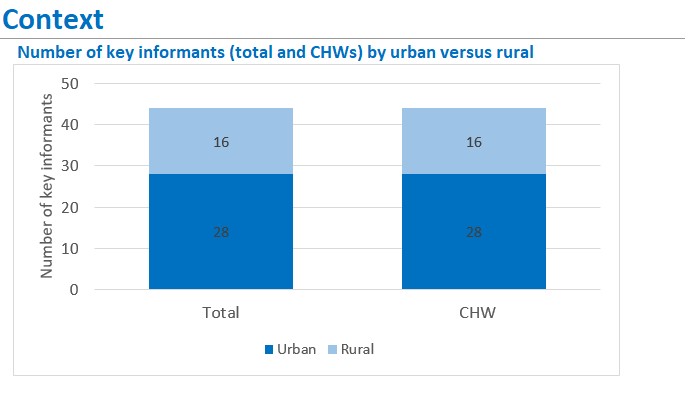 Context
Number of key informants (total and CHWs) by urban versus rural
Number of key informants
50
40
30
20
10
0
16
16
28
28
Total
CHW
Urban
Rural